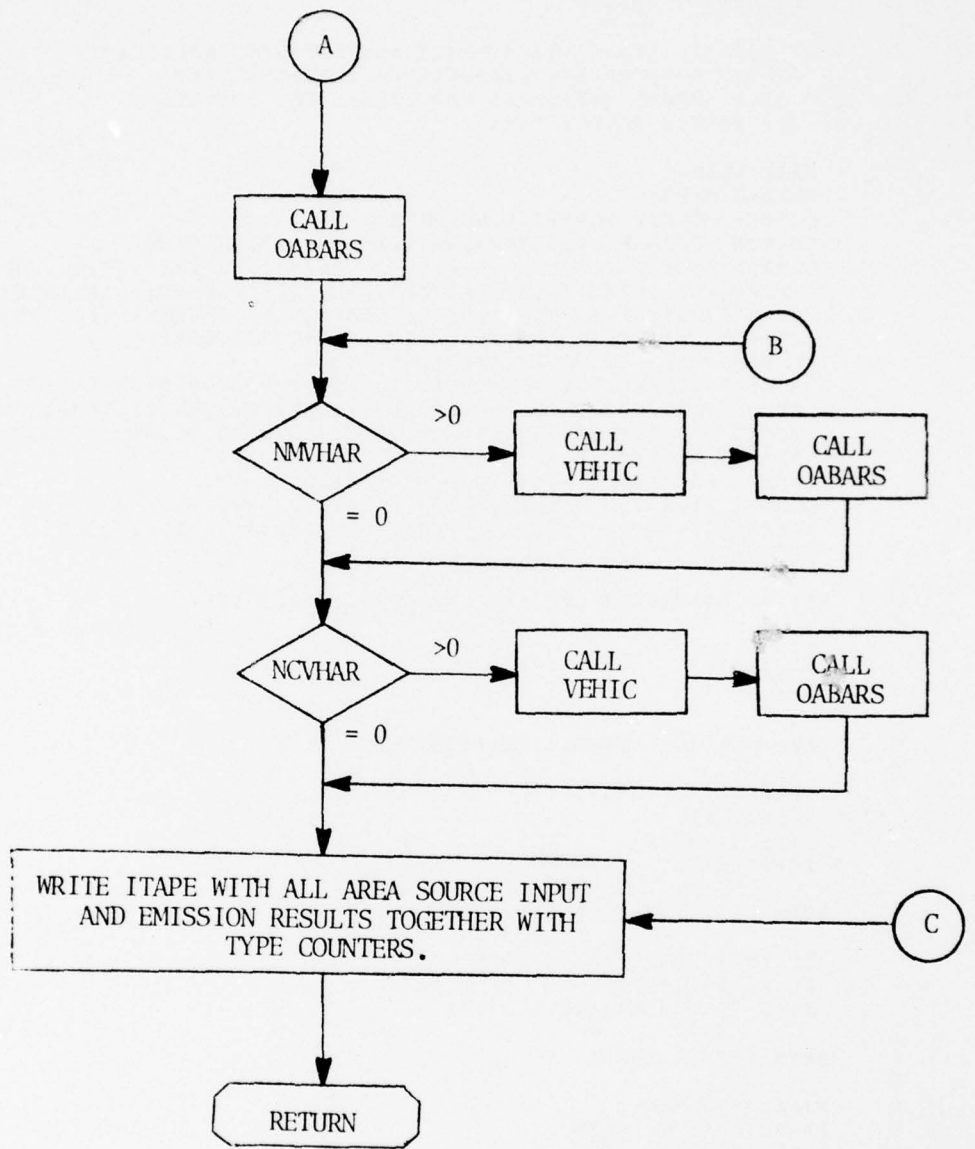 A
CALL
OABARS
B
NMVHAR
>0
CALL
VEHIC
CALL
OABARS
= 0
NCVHAR
>0
CALL
VEHIC
CALL
OABARS
= 0
WRITE ITAPE WITH ALL AREA SOURCE INPUT
AND EMISSION RESULTS TOGETHER WITH
TYPE COUNTERS.
C
RETURN